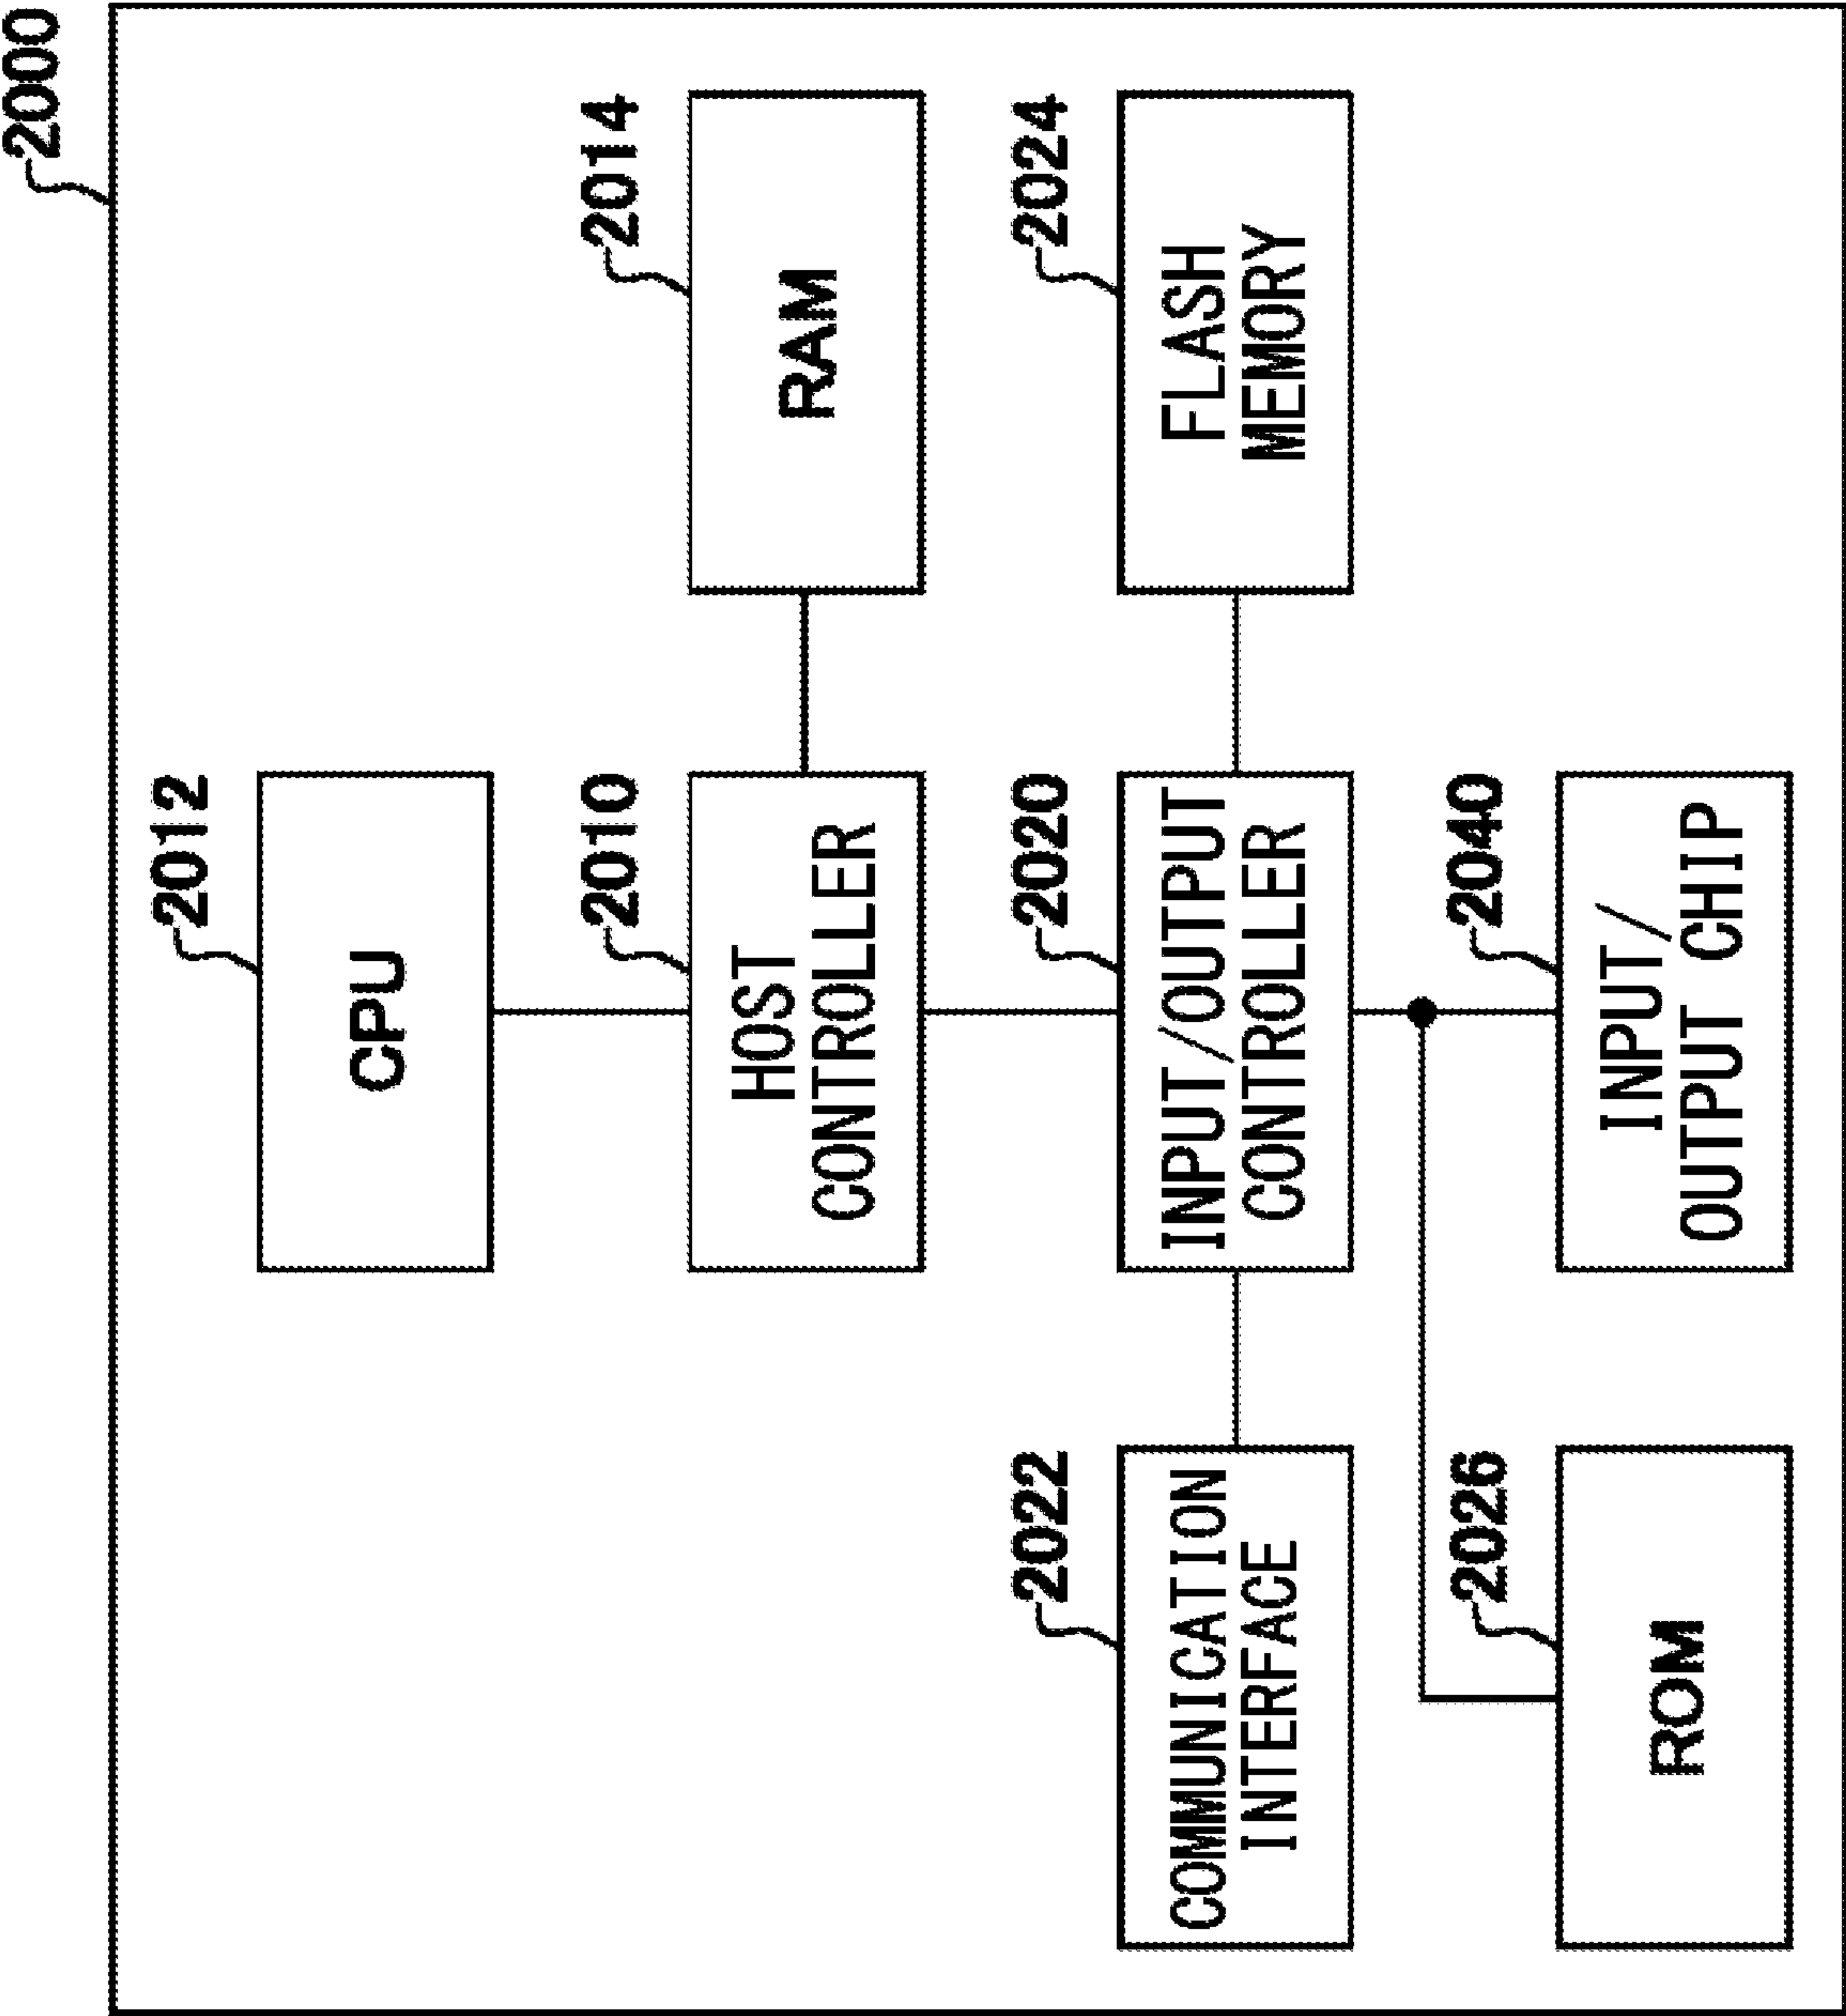 2000
2012
CPU
2010
HOST
CONTROLLER
2014
RAM
2022
COMMUNICATION
INTERFACE
2020
INPUT/OUTPUT
CONTROLLER
2024
FLASH
MEMORY
2026
ROM
2040
INPUT/
OUTPUT CHIP